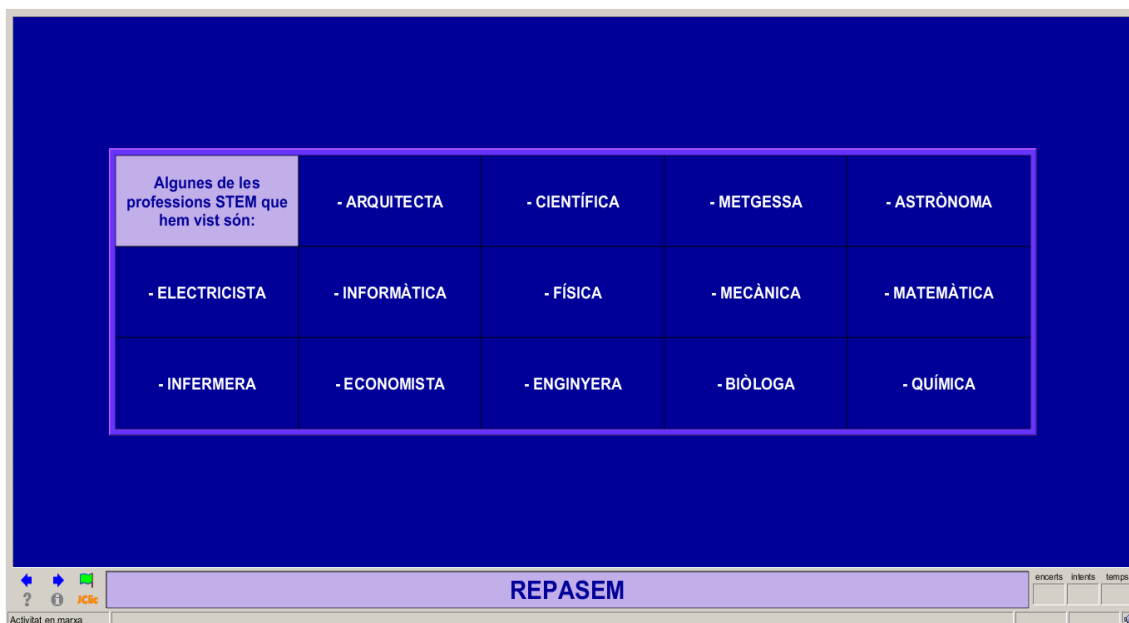 Algunes de les
professions STEM que
hem vist són:
- ARQUITECTA
- CIENTÍFICA
- METGESSA
- ASTRÒNOMA
- ELECTRICISTA
- INFORMÀTICA
- FÍSICA
- MECÀNICA
- MATEMÀTICA
- INFERMERA
- ECONOMISTA
- ENGINYERA
- BIÒLOGA
- QUÍMICA
REPASEM
encerts intents temps
? i JClic
Activitat en marxa